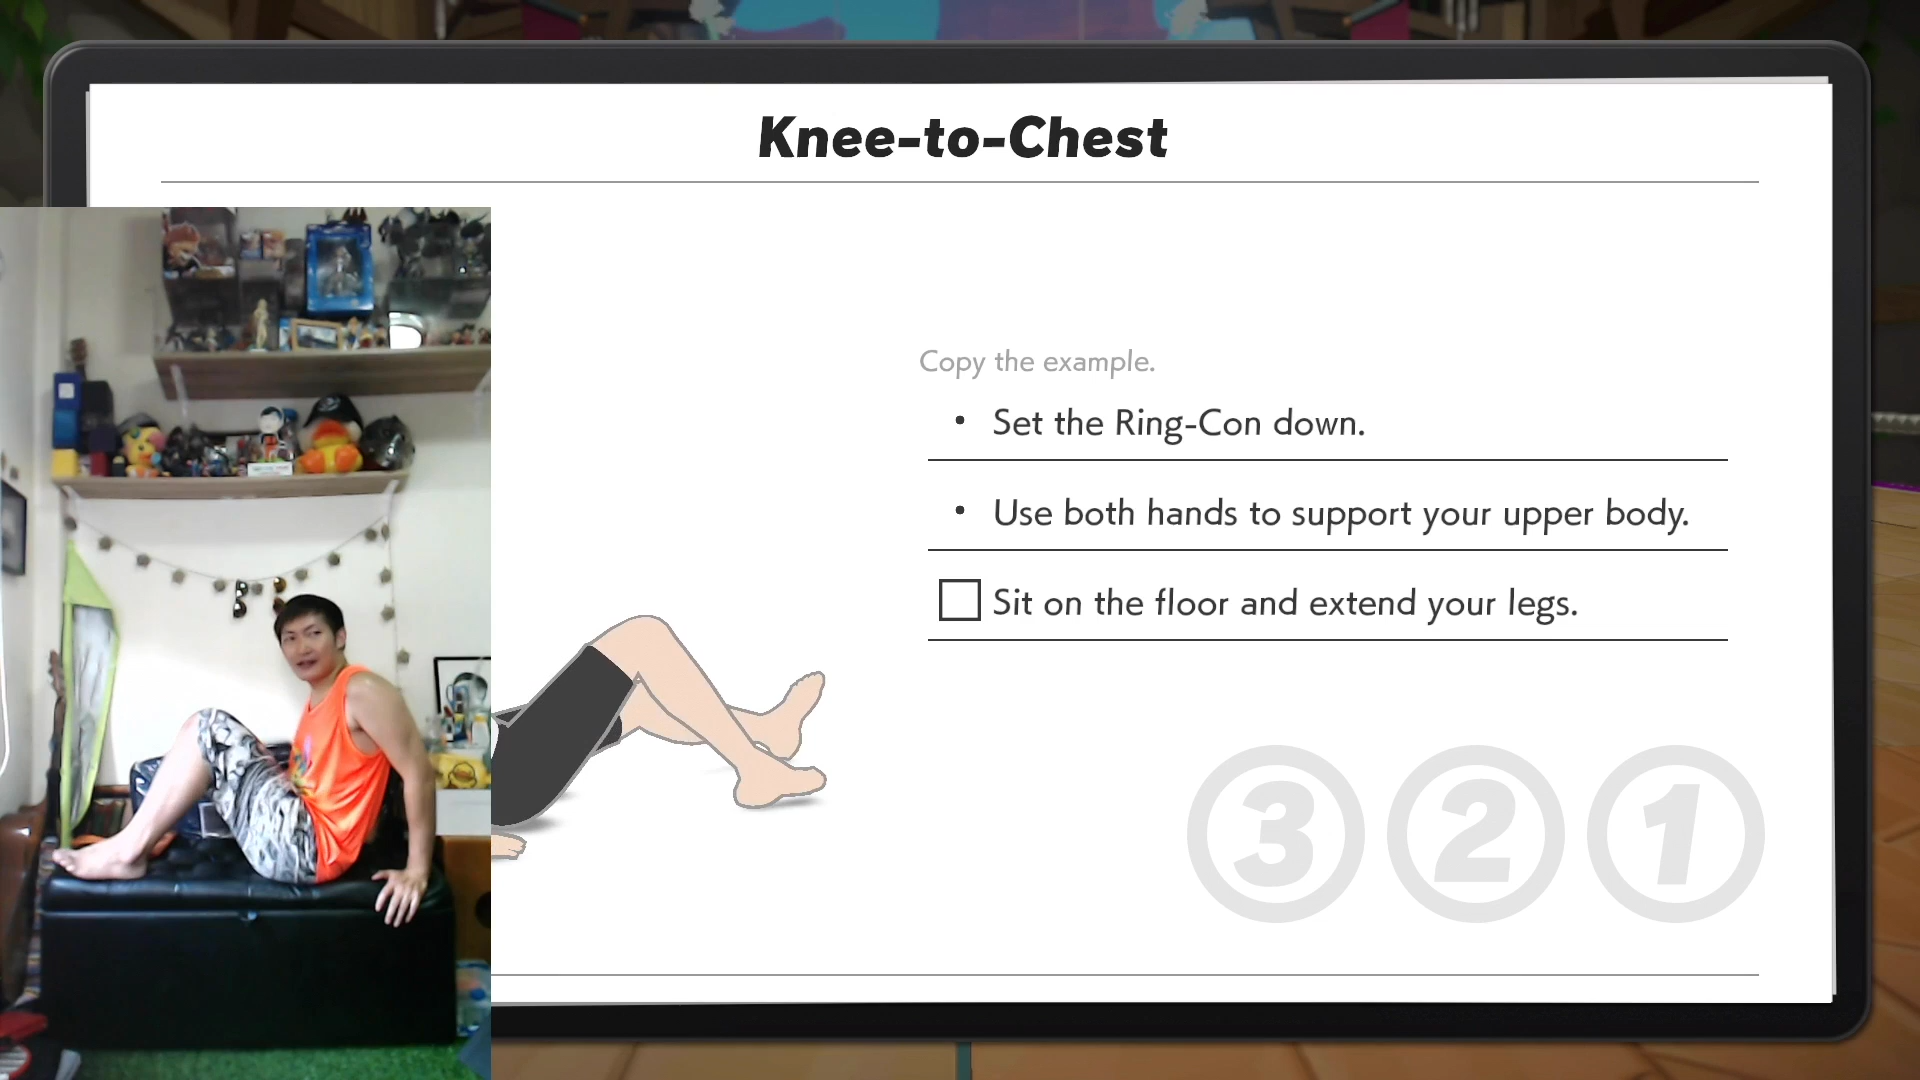 Knee-to-Chest
Copy the example.
• Set the Ring-Con down.
• Use both hands to support your upper body.
Sit on the floor and extend your legs.
3 2 1